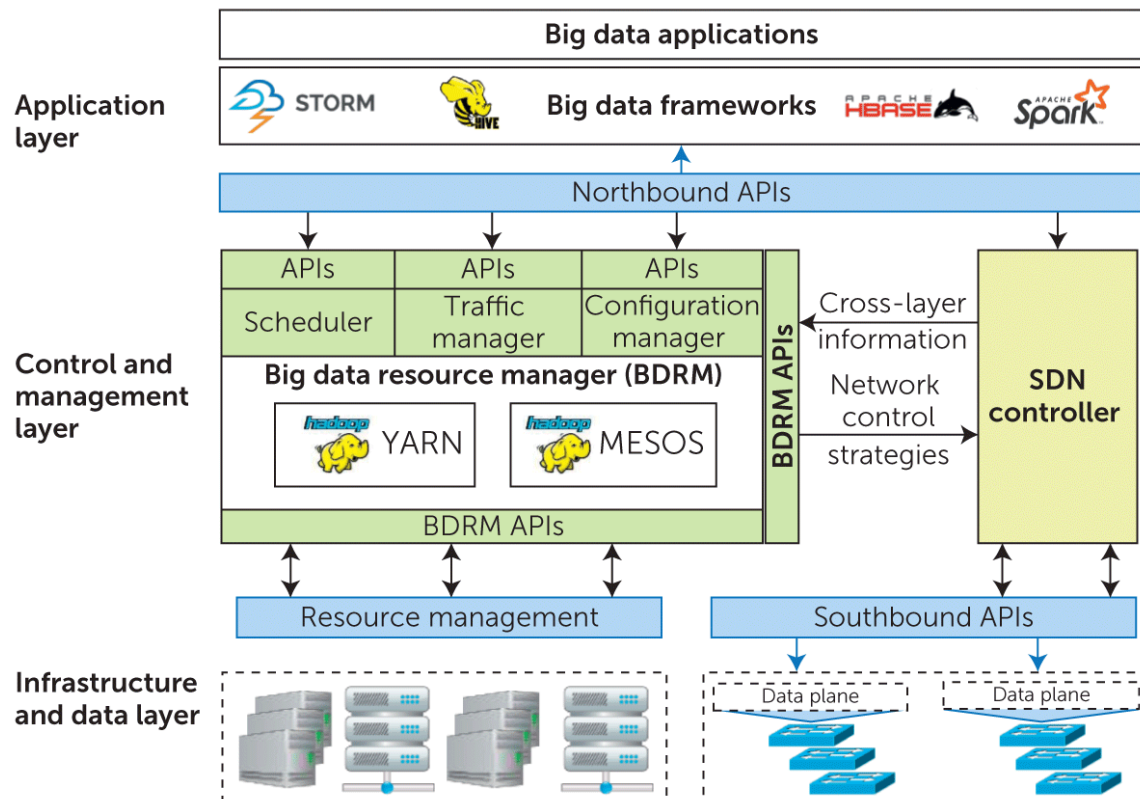 Big data applications
Application
layer
STORM
HIVE
Big data frameworks
APACHE
HBASE
APACHE
Spark
TM
Northbound APIs
APIs
APIs
APIs
Scheduler
Traffic
manager
Configuration
manager
BDRM APIs
Cross-layer
information
Control and
management
layer
Big data resource manager (BDRM)
hadoop
YARN
hadoop
MESOS
Network
control
strategies
SDN
controller
BDRM APIs
Resource management
Southbound APIs
Infrastructure
and data layer
Data plane
Data plane